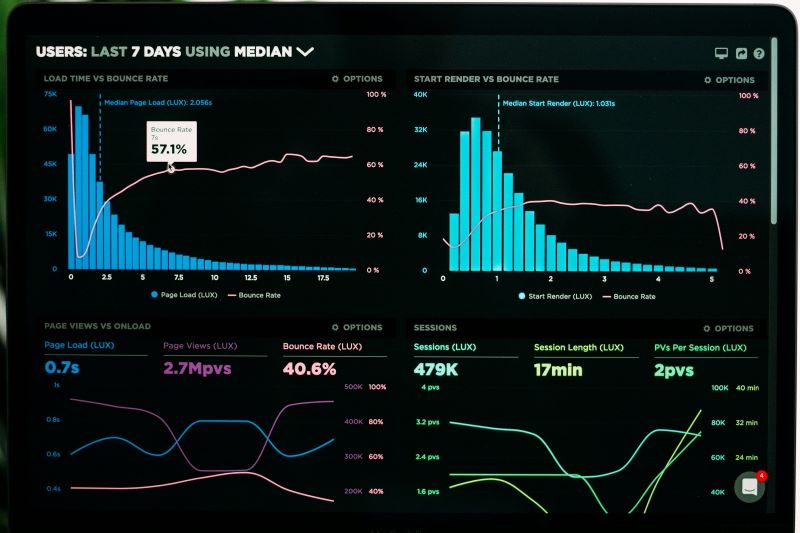 USERS: LAST 7 DAYS USING MEDIAN
LOAD TIME VS BOUNCE RATE
OPTIONS
75K
60K
45K
30K
15K
0
Median Page Load (LUX): 2.056s
Bounce Rate
7s
57.1%
100 %
80 %
60 %
40 %
20 %
0 %
0 2.5 5 7.5 10 12.5 15 17.5
Page Load (LUX) Bounce Rate
START RENDER VS BOUNCE RATE
OPTIONS
40K
32K
24K
16K
8K
0
Median Start Render (LUX): 1.031s
100 %
80 %
60 %
40 %
20 %
0 %
0 1 2 3 4 5
Start Render (LUX) Bounce Rate
PAGE VIEWS VS ONLOAD
OPTIONS
Page Load (LUX) Page Views (LUX) Bounce Rate (LUX)
0.7s 2.7Mpvs 40.6%
1s
0.8s
0.6s
0.4s
500K 100%
400K 80%
300K 60%
200K 40%
SESSIONS
OPTIONS
Sessions (LUX) Session Length (LUX) PVs Per Session (LUX)
479K 17min 2pvs
4 pvs
3.2 pvs
2.4 pvs
1.6 pvs
100K 40 min
80K 32 min
60K 24 min
40K
4